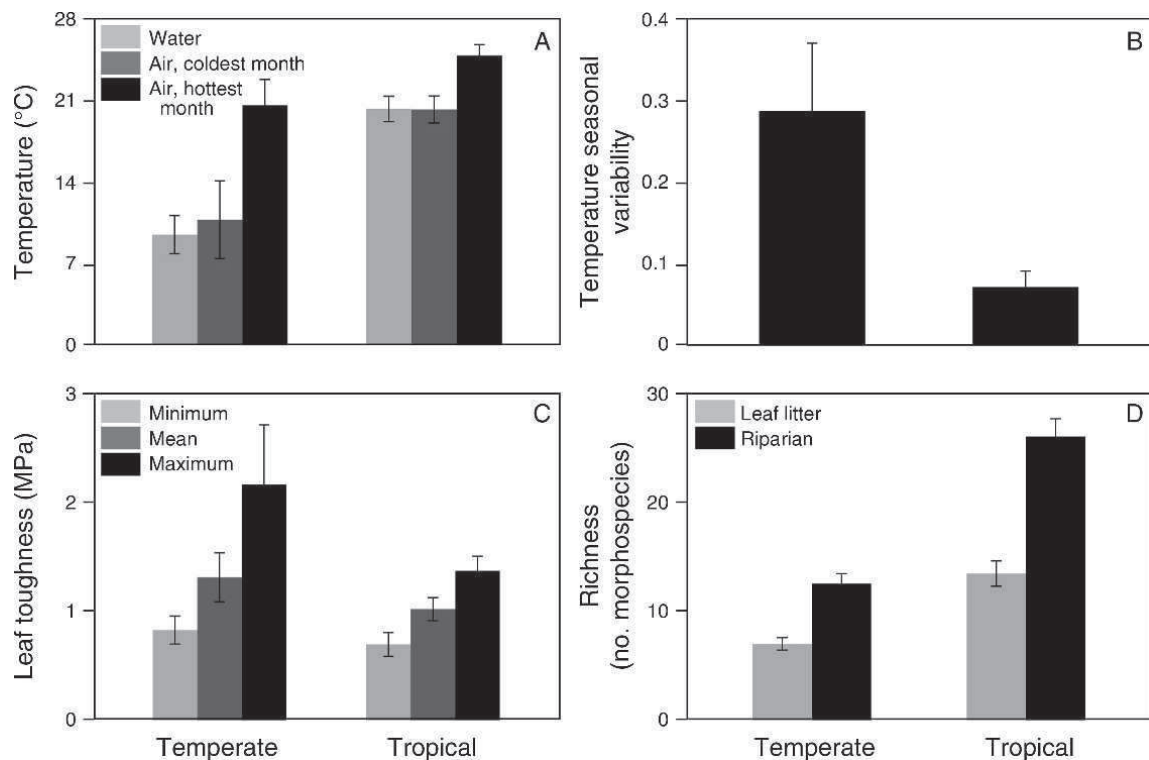 28
21
14
7
0
Temperature (°C)
Water
Air, coldest month
Air, hottest
month
A
0.4
0.3
0.2
0.1
0
Temperature seasonal
variability
B
3
2
1
0
Leaf toughness (MPa)
Minimum
Mean
Maximum
C
Temperate
Tropical
30
20
10
0
Richness
(no. morphospecies)
Leaf litter
Riparian
D
Temperate
Tropical